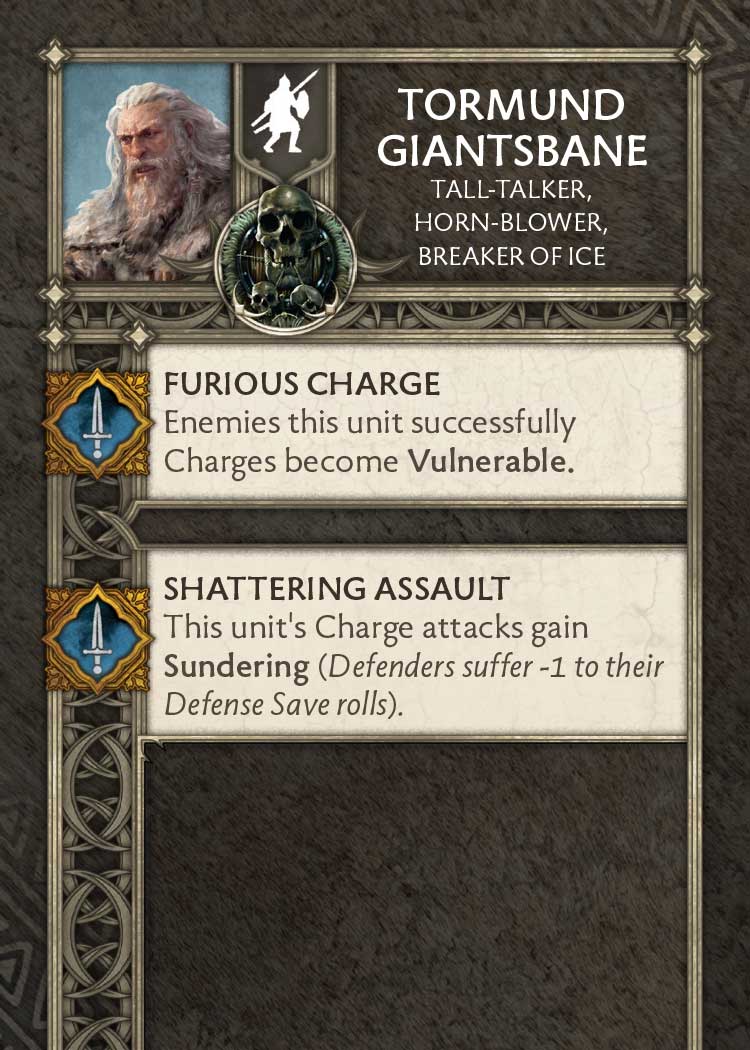 TORMUND
GIANTSBANE
TALL-TALKER,
HORN-BLOWER,
BREAKER OF ICE
FURIOUS CHARGE
Enemies this unit successfully
Charges become Vulnerable.
SHATTERING ASSAULT
This unit's Charge attacks gain
Sundering (Defenders suffer -1 to their
Defense Save rolls).